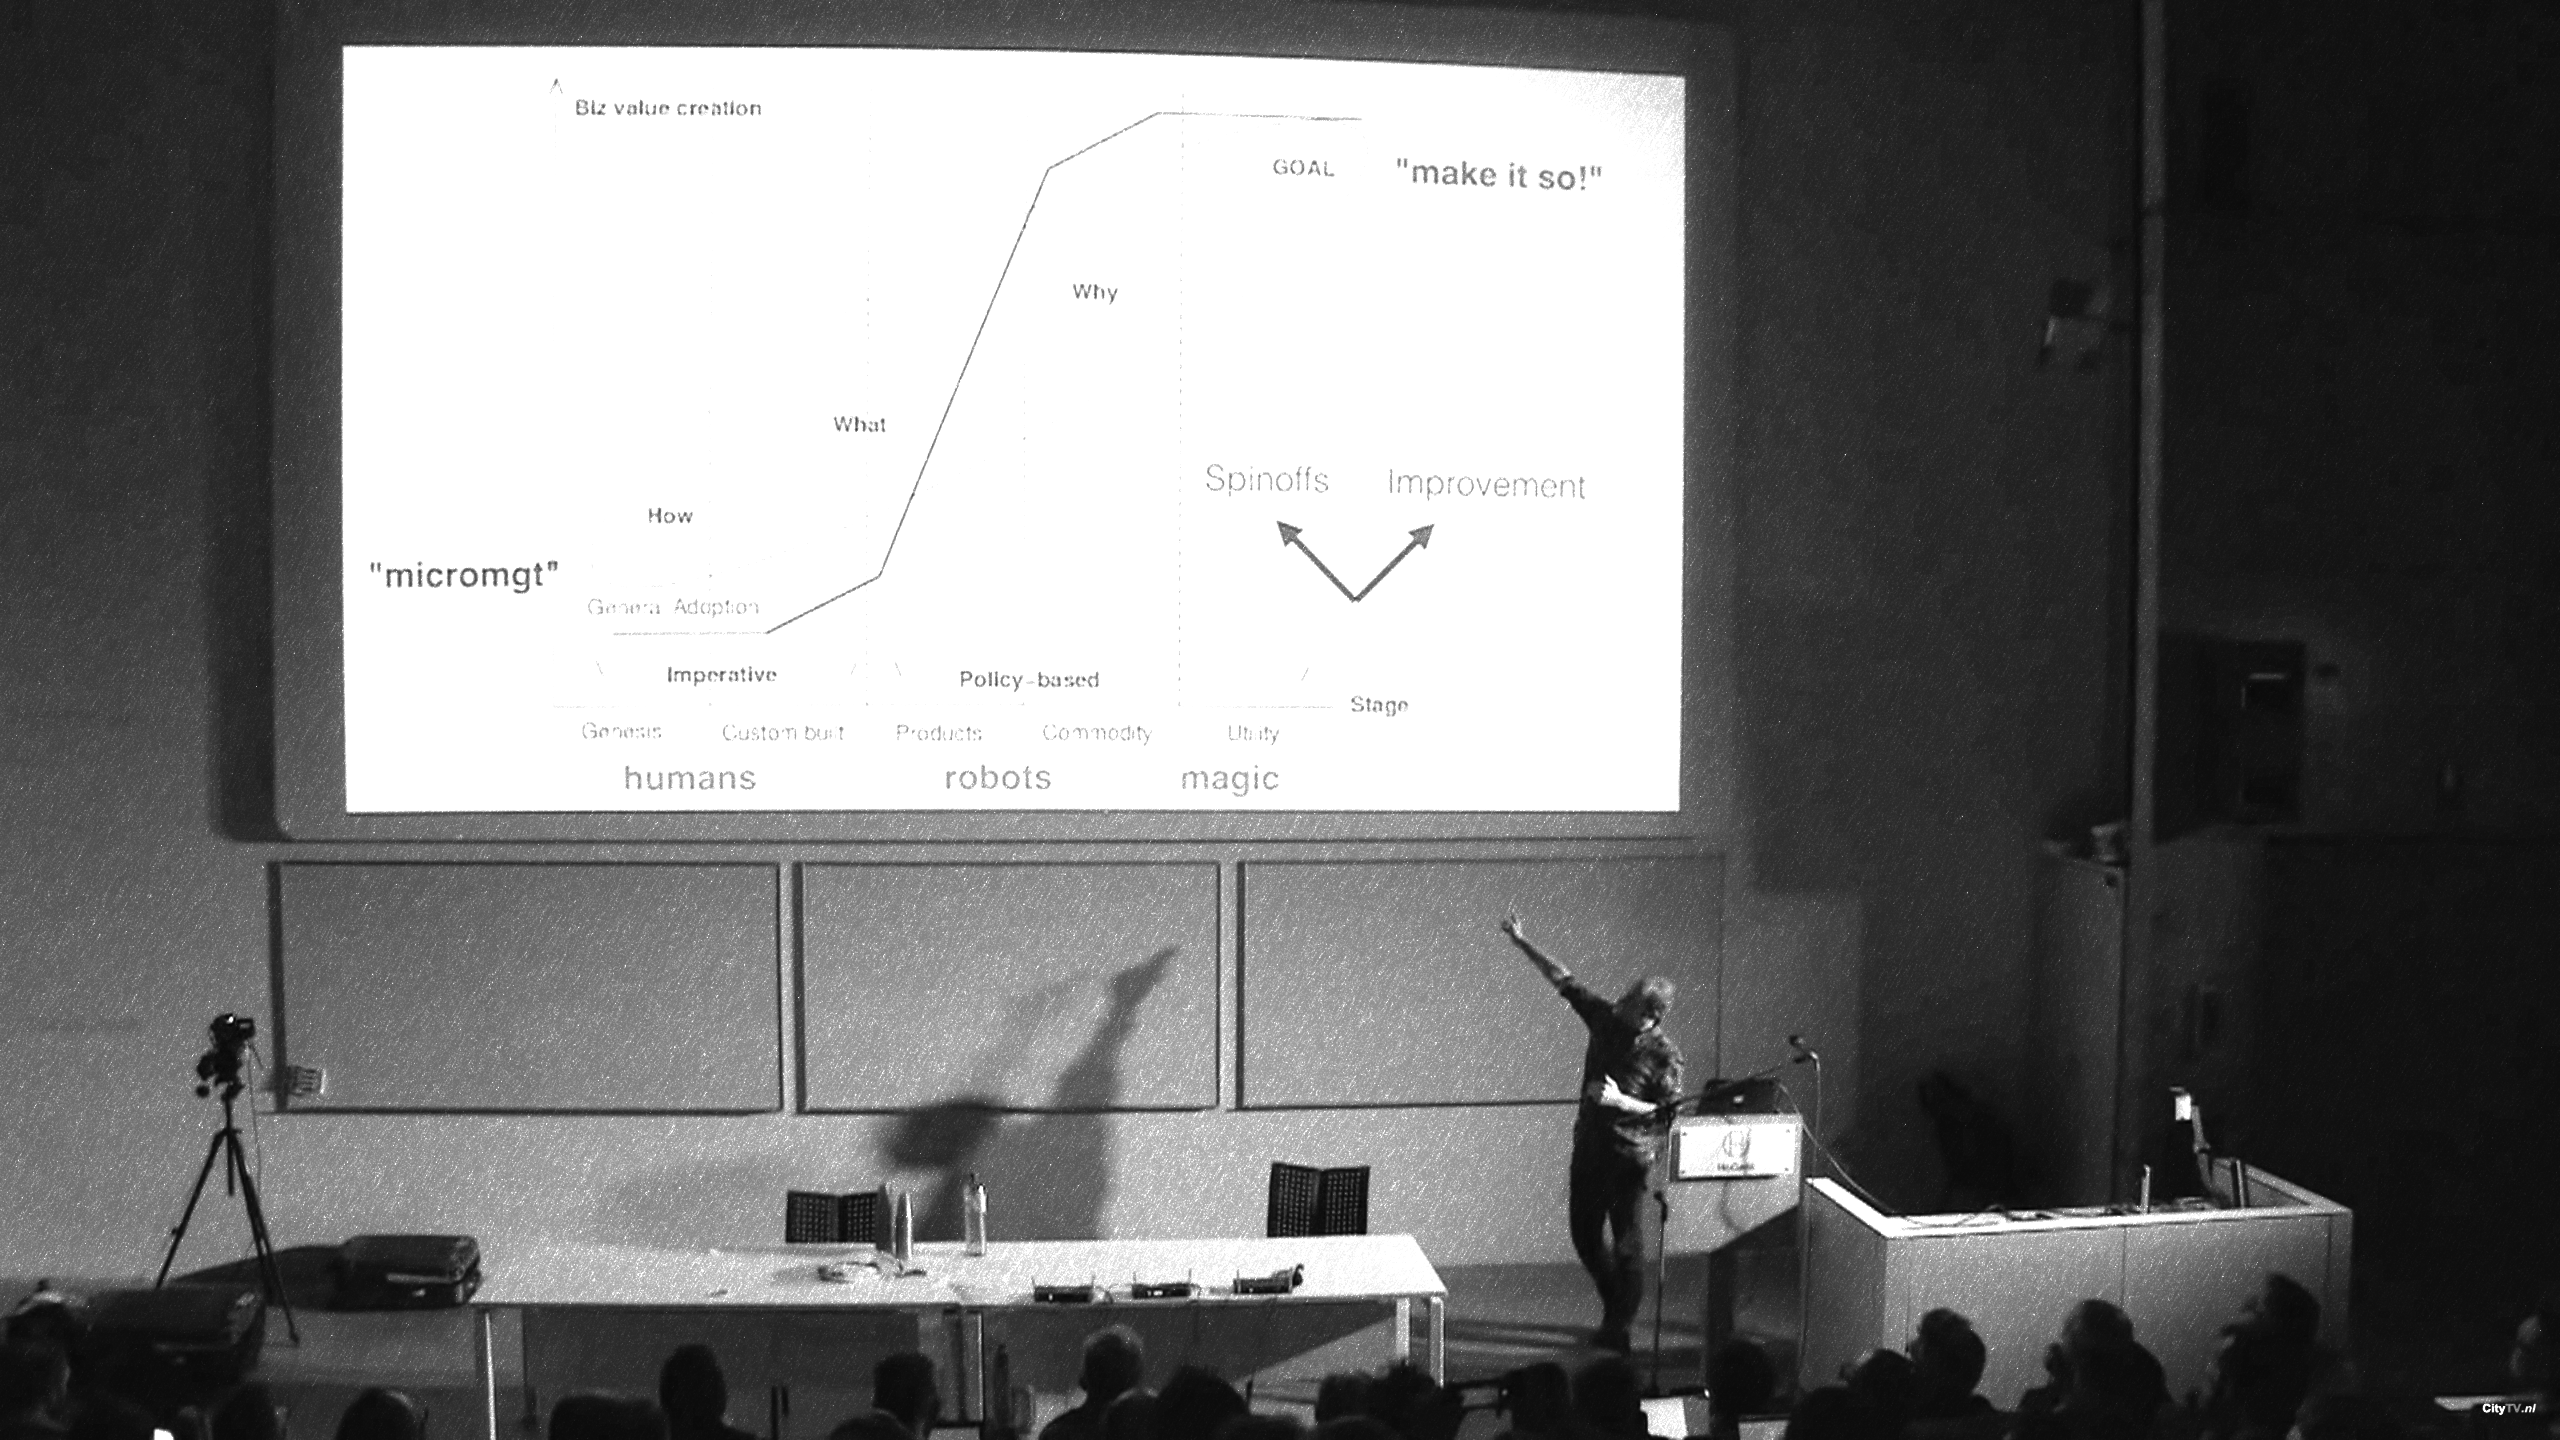 Biz value creation
GOAL
"make it so!"
Why
What
Spinoffs
Improvement
How
"micromgt"
General Adoption
Imperative
Policy-based
Stage
Genesis
Custom built
Products
Commodity
Utility
humans
robots
magic
CityTV.nl